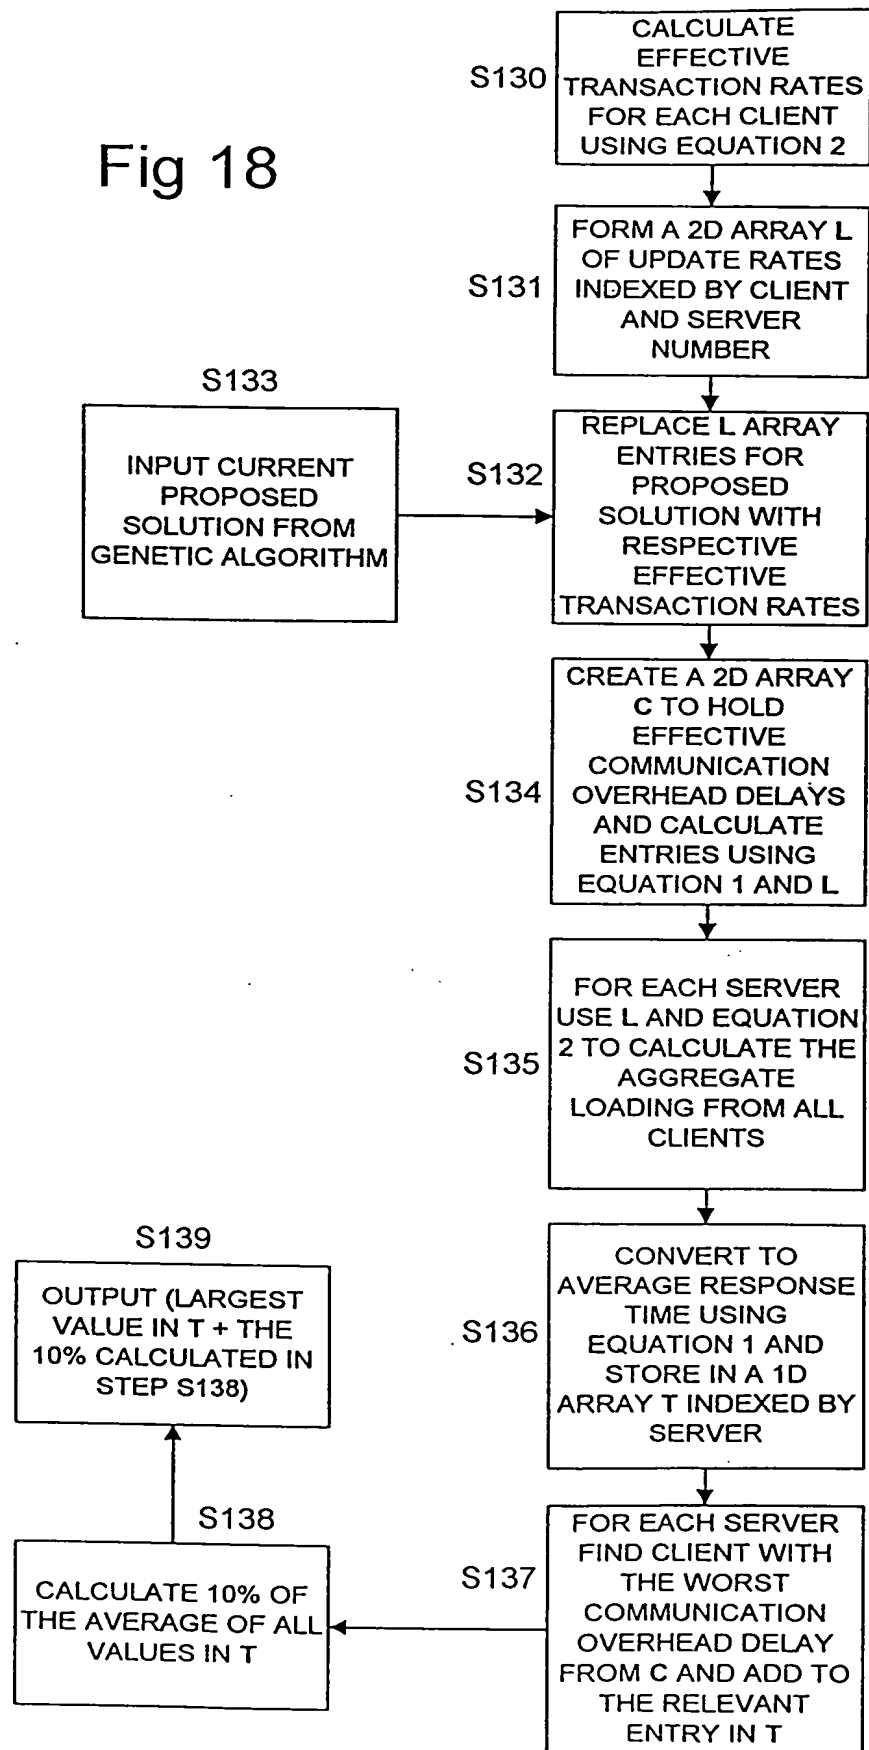 Fig 18
S130
CALCULATE
EFFECTIVE
TRANSACTION RATES
FOR EACH CLIENT
USING EQUATION 2
S131
FORM A 2D ARRAY L
OF UPDATE RATES
INDEXED BY CLIENT
AND SERVER
NUMBER
S133
INPUT CURRENT
PROPOSED
SOLUTION FROM
GENETIC ALGORITHM
S132
REPLACE L ARRAY
ENTRIES FOR
PROPOSED
SOLUTION WITH
RESPECTIVE
EFFECTIVE
TRANSACTION RATES
S134
CREATE A 2D ARRAY
C TO HOLD
EFFECTIVE
COMMUNICATION
OVERHEAD DELAYS
AND CALCULATE
ENTRIES USING
EQUATION 1 AND L
S135
FOR EACH SERVER
USE L AND EQUATION
2 TO CALCULATE THE
AGGREGATE
LOADING FROM ALL
CLIENTS
S136
CONVERT TO
AVERAGE RESPONSE
TIME USING
EQUATION 1 AND
STORE IN A 1D
ARRAY T INDEXED BY
SERVER
S137
FOR EACH SERVER
FIND CLIENT WITH
THE WORST
COMMUNICATION
OVERHEAD DELAY
FROM C AND ADD TO
THE RELEVANT
ENTRY IN T
S138
CALCULATE 10% OF
THE AVERAGE OF ALL
VALUES IN T
S139
OUTPUT (LARGEST
VALUE IN T + THE
10% CALCULATED IN
STEP S138)